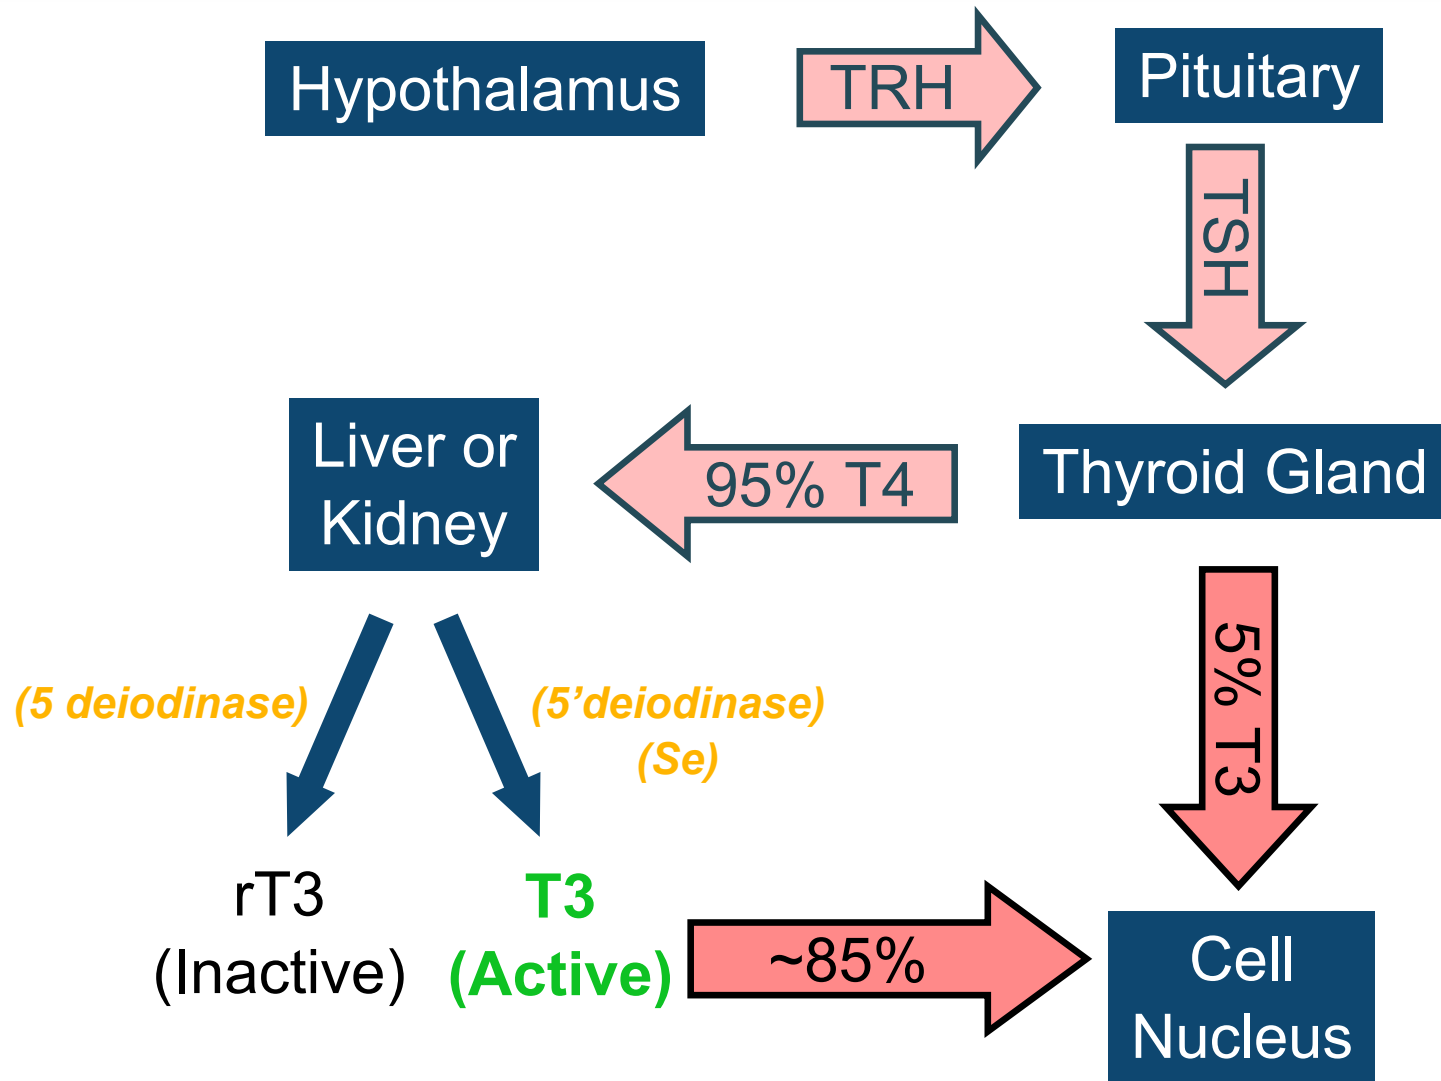 Hypothalamus
TRH
Pituitary
TSH
Thyroid Gland
95% T4
Liver or
Kidney
5% T3
(5 deiodinase)
(5’deiodinase)
(Se)
rT3
(Inactive)
T3
(Active)
~85%
Cell
Nucleus